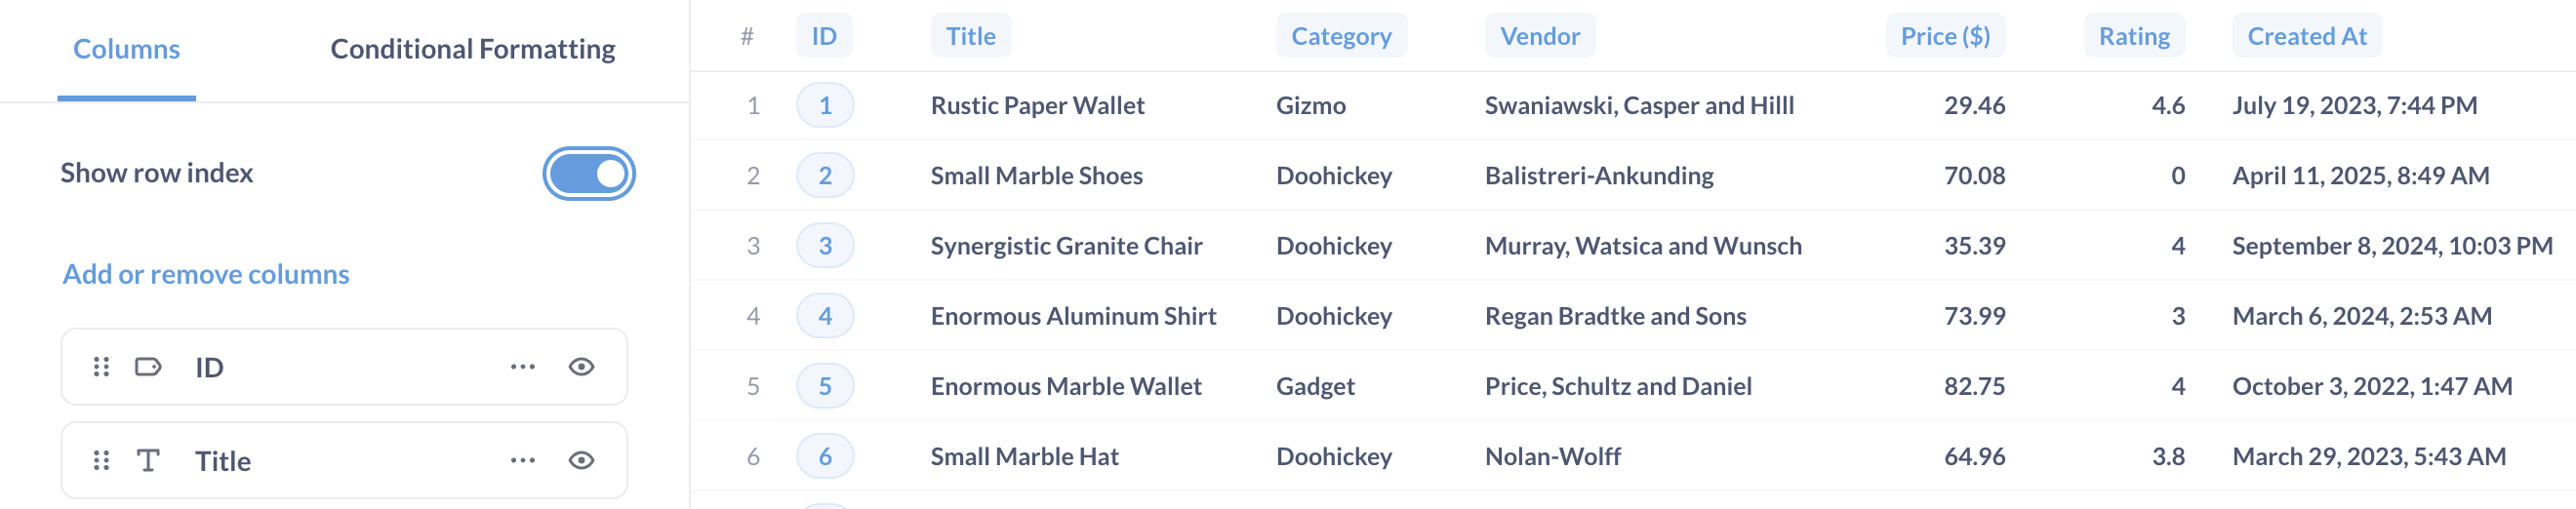 Columns Conditional Formatting
Show row index
Add or remove columns
ID
Title
# ID Title Category Vendor Price ($) Rating Created At
1 1 Rustic Paper Wallet Gizmo Swaniawski, Casper and Hilll 29.46 4.6 July 19, 2023, 7:44 PM
2 2 Small Marble Shoes Doohickey Balistreri-Ankunding 70.08 0 April 11, 2025, 8:49 AM
3 3 Synergistic Granite Chair Doohickey Murray, Watsica and Wunsch 35.39 4 September 8, 2024, 10:03 PM
4 4 Enormous Aluminum Shirt Doohickey Regan Bradtke and Sons 73.99 3 March 6, 2024, 2:53 AM
5 5 Enormous Marble Wallet Gadget Price, Schultz and Daniel 82.75 4 October 3, 2022, 1:47 AM
6 6 Small Marble Hat Doohickey Nolan-Wolff 64.96 3.8 March 29, 2023, 5:43 AM